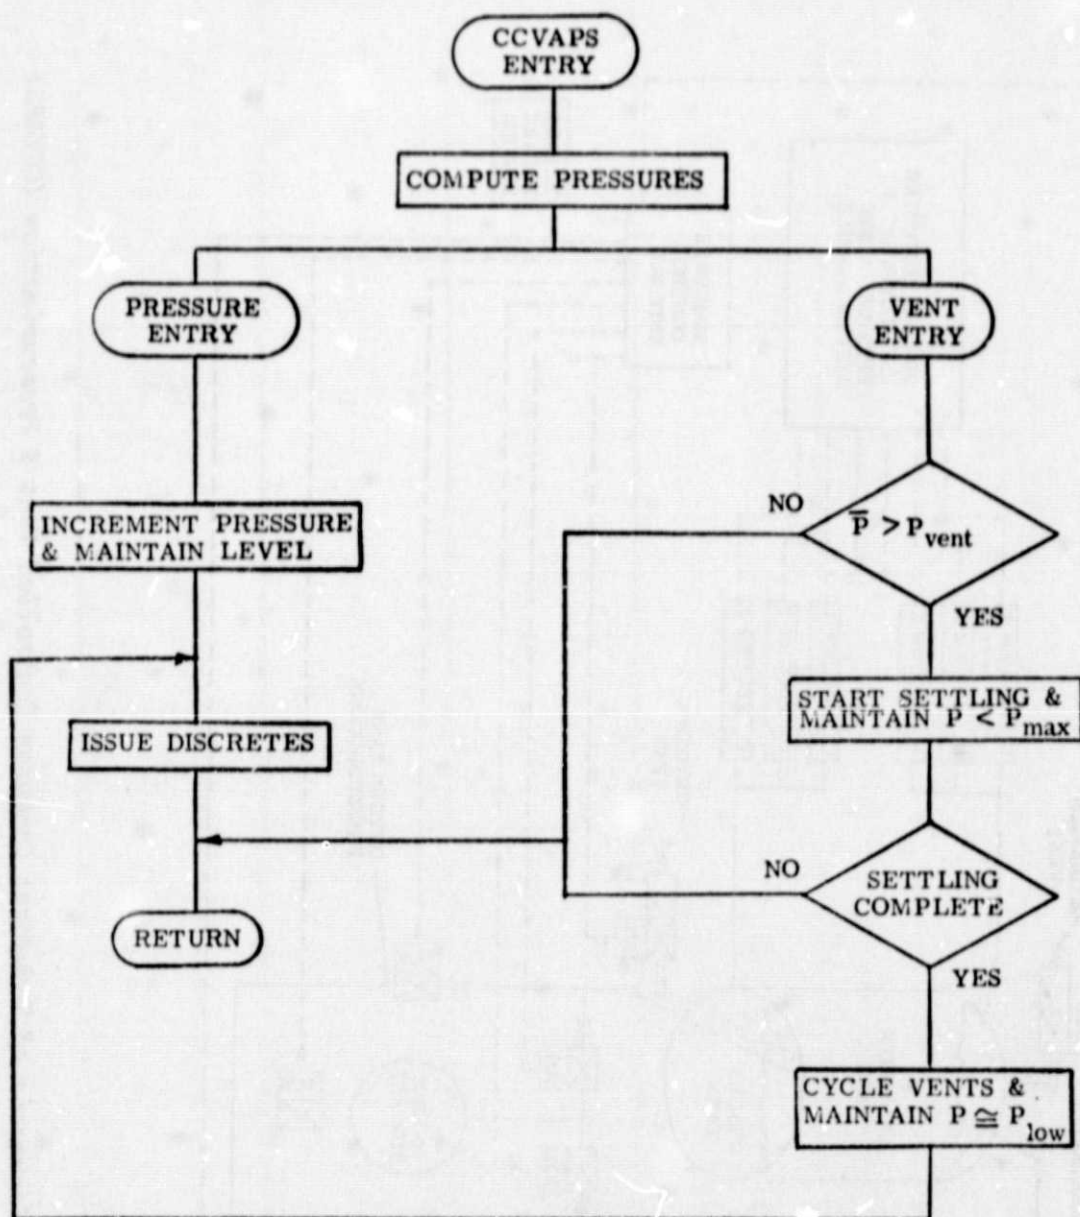 CCVAPS
ENTRY
COMPUTE PRESSURES
PRESSURE
ENTRY
VENT
ENTRY
INCREMENT PRESSURE
& MAINTAIN LEVEL
NO
P̅ > P_vent
YES
START SETTLING &
MAINTAIN P < P_max
ISSUE DISCRETES
NO
SETTLING
COMPLETE
RETURN
YES
CYCLE VENTS &
MAINTAIN P ≅ P_low